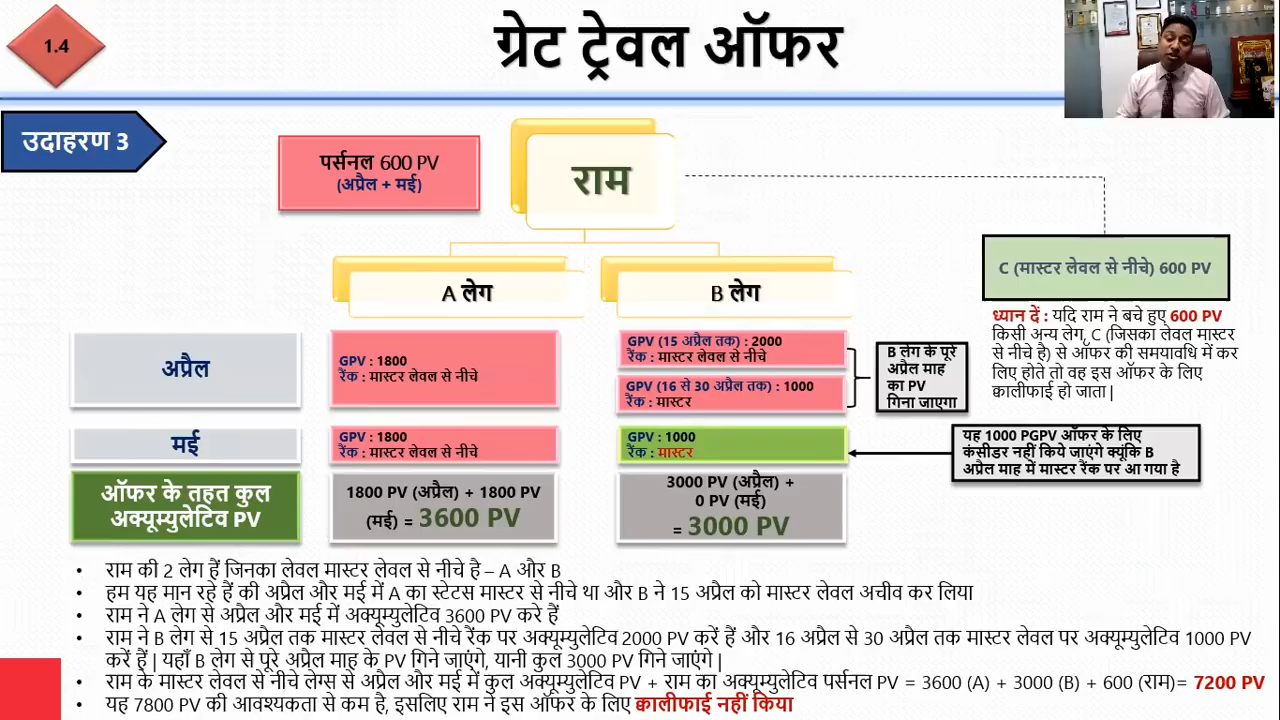 1.4
ग्रेट ट्रेवल ऑफर
उदाहरण 3
पर्सनल 600 PV
(अप्रैल + मई)
राम
A लेग
B लेग
C (मास्टर लेवल से नीचे) 600 PV
ध्यान दें : यदि राम ने बचे हुए 600 PV
किसी अन्य लेग, C (जिसका लेवल मास्टर
से नीचे है) से ऑफर की समयावधि में कर
लिए होते तो वह इस ऑफर के लिए
क्वालीफाई हो जाता |
अप्रैल
GPV : 1800
रैंक : मास्टर लेवल से नीचे
GPV (15 अप्रैल तक) : 2000
रैंक : मास्टर लेवल से नीचे
GPV (16 से 30 अप्रैल तक) : 1000
रैंक : मास्टर
B लेग के पूरे
अप्रैल माह
का PV
गिना जाएगा
मई
GPV : 1800
रैंक : मास्टर लेवल से नीचे
GPV : 1000
रैंक : मास्टर
यह 1000 PGPV ऑफर के लिए
कंसीडर नहीं किये जाएंगे क्यूंकि B
अप्रैल माह में मास्टर रैंक पर आ गया है
ऑफर के तहत कुल
अक्यूम्युलेटिव PV
1800 PV (अप्रैल) + 1800 PV
(मई) = 3600 PV
3000 PV (अप्रैल) +
0 PV (मई)
= 3000 PV
• राम की 2 लेग हैं जिनका लेवल मास्टर लेवल से नीचे है – A और B
• हम यह मान रहे हैं की अप्रैल और मई में A का स्टेटस मास्टर से नीचे था और B ने 15 अप्रैल को मास्टर लेवल अचीव कर लिया
• राम ने A लेग से अप्रैल और मई में अक्यूम्युलेटिव 3600 PV करे हैं
• राम ने B लेग से 15 अप्रैल तक मास्टर लेवल से नीचे रैंक पर अक्यूम्युलेटिव 2000 PV करें हैं और 16 अप्रैल से 30 अप्रैल तक मास्टर लेवल पर अक्यूम्युलेटिव 1000 PV
करें हैं | यहाँ B लेग से पूरे अप्रैल माह के PV गिने जाएंगे, यानी कुल 3000 PV गिने जाएंगे |
• राम के मास्टर लेवल से नीचे लेग्स से अप्रैल और मई में कुल अक्यूम्युलेटिव PV + राम का अक्यूम्युलेटिव पर्सनल PV = 3600 (A) + 3000 (B) + 600 (राम)= 7200 PV
• यह 7800 PV की आवश्यकता से कम है, इसलिए राम ने इस ऑफर के लिए क्वालीफाई नहीं किया